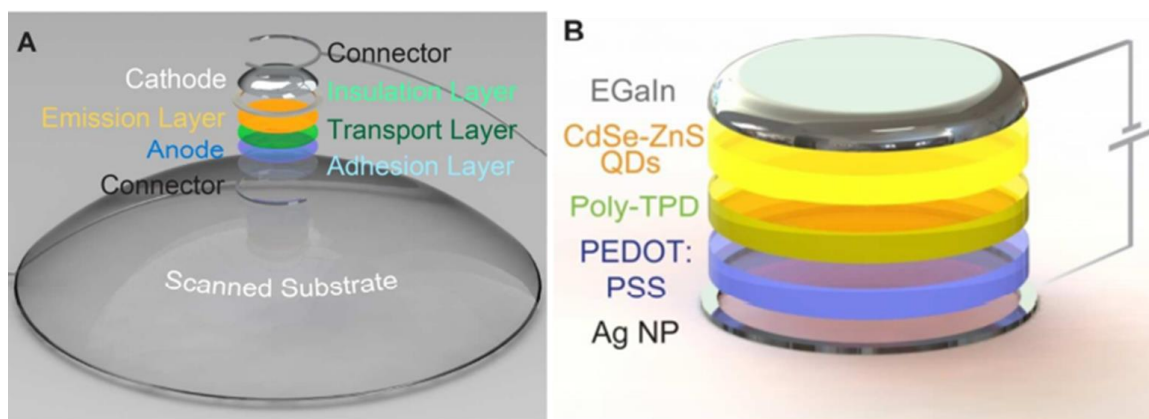 A
Connector
Cathode
Insulation Layer
Emission Layer
Transport Layer
Anode
Adhesion Layer
Connector
Scanned Substrate
B
EGaIn
CdSe-ZnS
QDs
Poly-TPD
PEDOT:
PSS
Ag NP